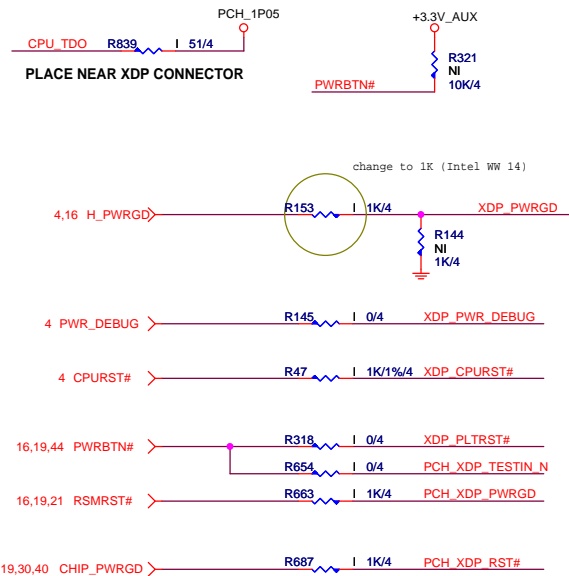 PCH_1P05
CPU_TDO R839 I 51/4
PLACE NEAR XDP CONNECTOR
+3.3V_AUX
R321
NI
10K/4
PWRBTN#
change to 1K (Intel WW 14)
4,16 H_PWRGD R153 I 1K/4 XDP_PWRGD
R144
NI
1K/4
4 PWR_DEBUG R145 I 0/4 XDP_PWR_DEBUG
4 CPURST# R47 I 1K/1%/4 XDP_CPURST#
16,19,44 PWRBTN# R318 I 0/4 XDP_PLTRST#
R654 I 0/4 PCH_XDP_TESTIN_N
16,19,21 RSMRST# R663 I 1K/4 PCH_XDP_PWRGD
19,30,40 CHIP_PWRGD R687 I 1K/4 PCH_XDP_RST#